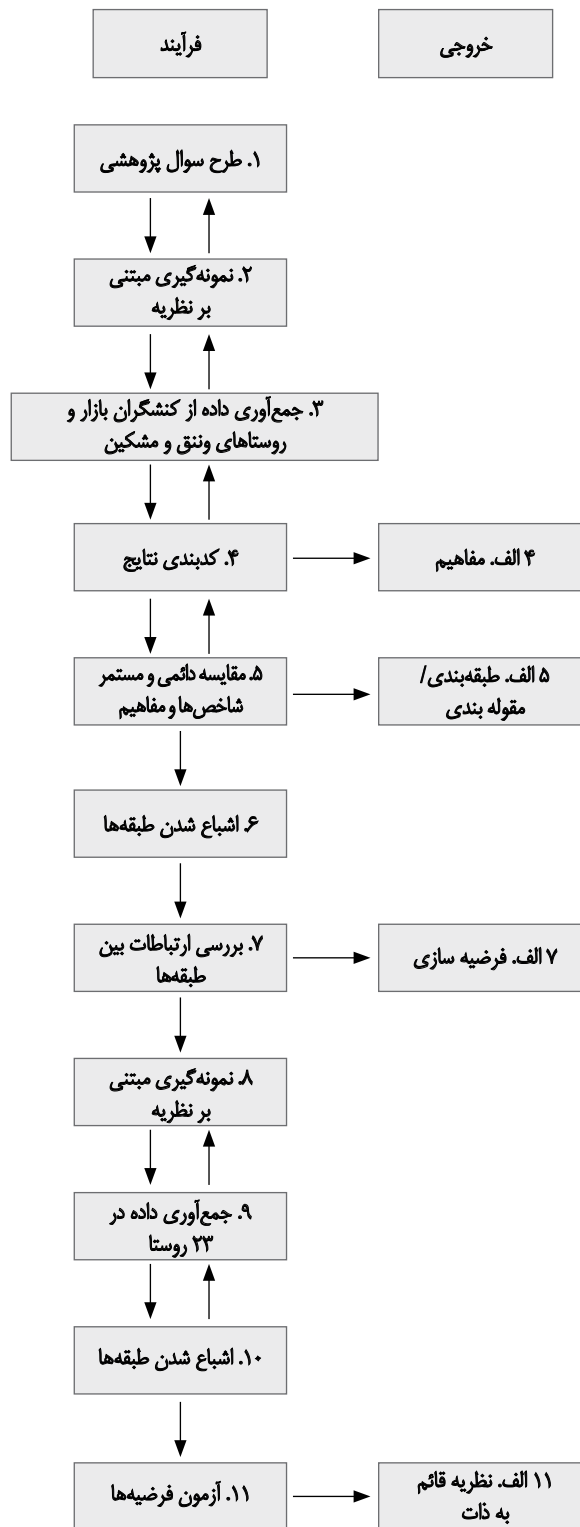 فرآیند
خروجی
۱. طرح سوال پژوهشی
۲. نمونه‌گیری مبتنی
بر نظریه
۳. جمع‌آوری داده از کنشگران بازار و
روستاهای وننق و مشکین
۴. کدبندی نتایج
۴ الف. مفاهیم
۵. مقایسه دائمی و مستمر
شاخص‌ها و مفاهیم
۵ الف. طبقه‌بندی/
مقوله بندی
۶. اشباع شدن طبقه‌ها
۷. بررسی ارتباطات بین
طبقه‌ها
۷ الف. فرضیه سازی
۸. نمونه‌گیری مبتنی
بر نظریه
۹. جمع‌آوری داده در
۲۳ روستا
۱۰. اشباع شدن طبقه‌ها
۱۱. آزمون فرضیه‌ها
۱۱ الف. نظریه قائم
به ذات